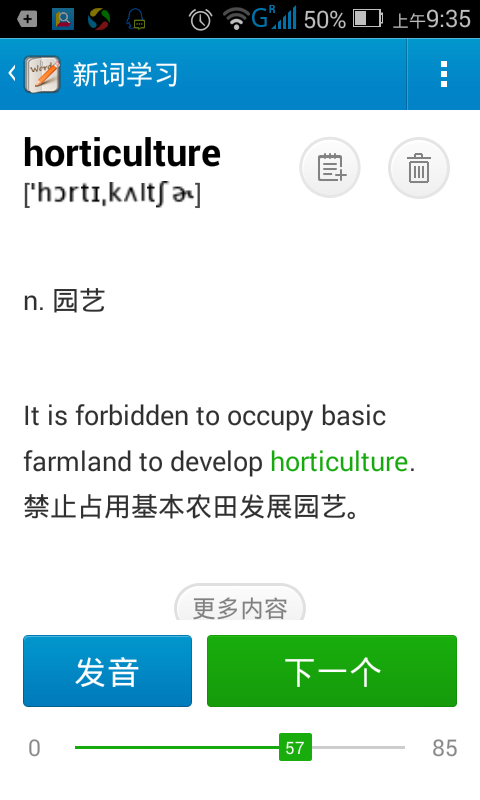 G R 50% 上午9:35
Words 新词学习
horticulture
['hɔrtɪˌkʌltʃɚ]
n. 园艺
It is forbidden to occupy basic
farmland to develop horticulture.
禁止占用基本农田发展园艺。
更多内容
发音 下一个
0 57 85